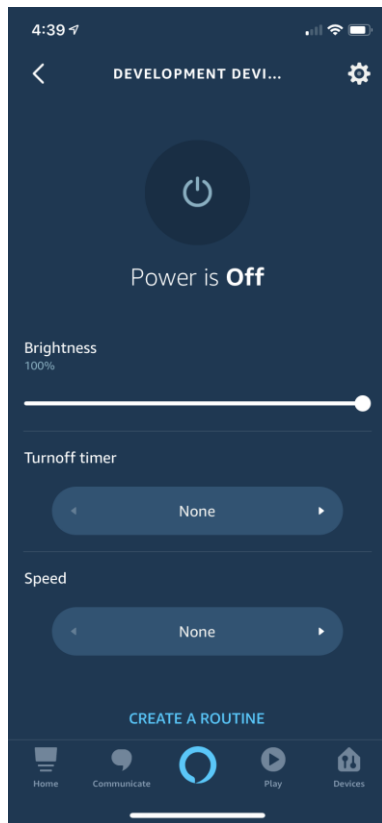 4:39
DEVELOPMENT DEVI...
Power is Off
Brightness
100%
Turnoff timer
None
Speed
None
CREATE A ROUTINE
Home Communicate Play Devices